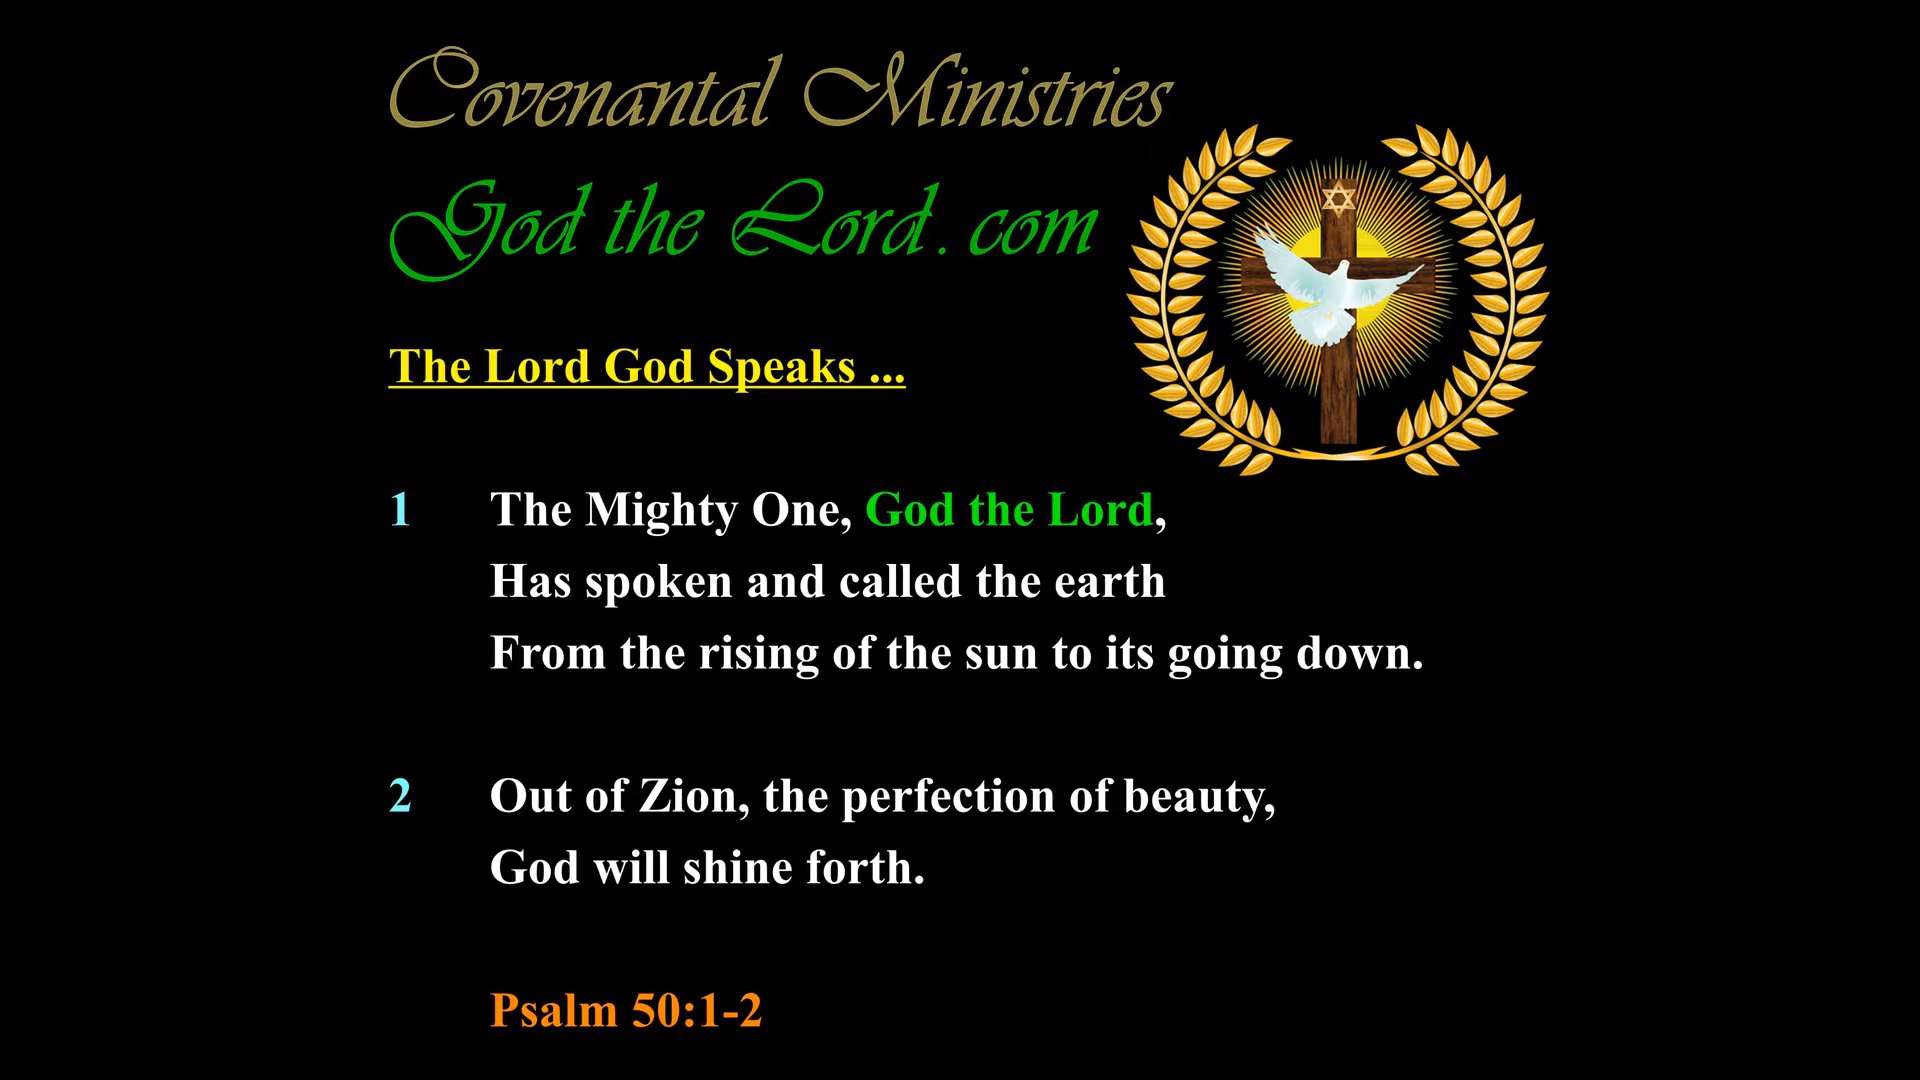 Covenantal Ministries
God the Lord.com
The Lord God Speaks ...
1 The Mighty One, God the Lord,
Has spoken and called the earth
From the rising of the sun to its going down.
2 Out of Zion, the perfection of beauty,
God will shine forth.
Psalm 50:1-2